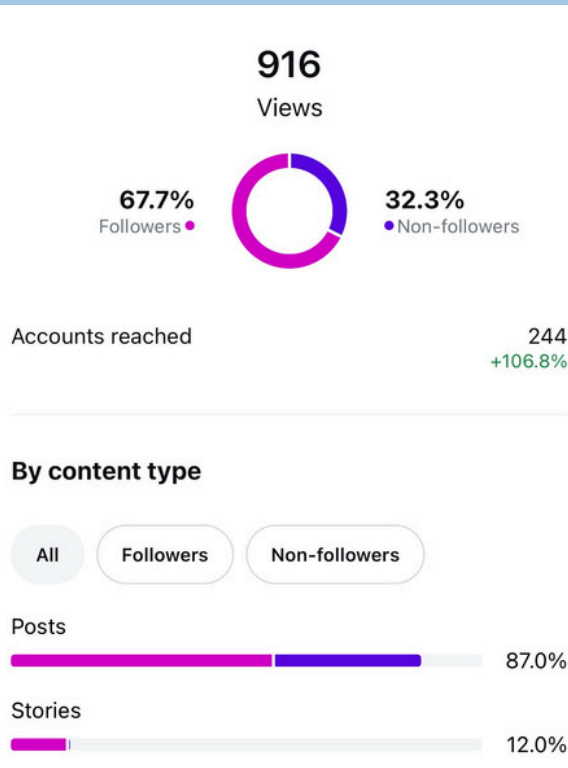 916
Views
67.7% 32.3%
Followers Non-followers
Accounts reached 244
+106.8%
By content type
All Followers Non-followers
Posts
87.0%
Stories
12.0%